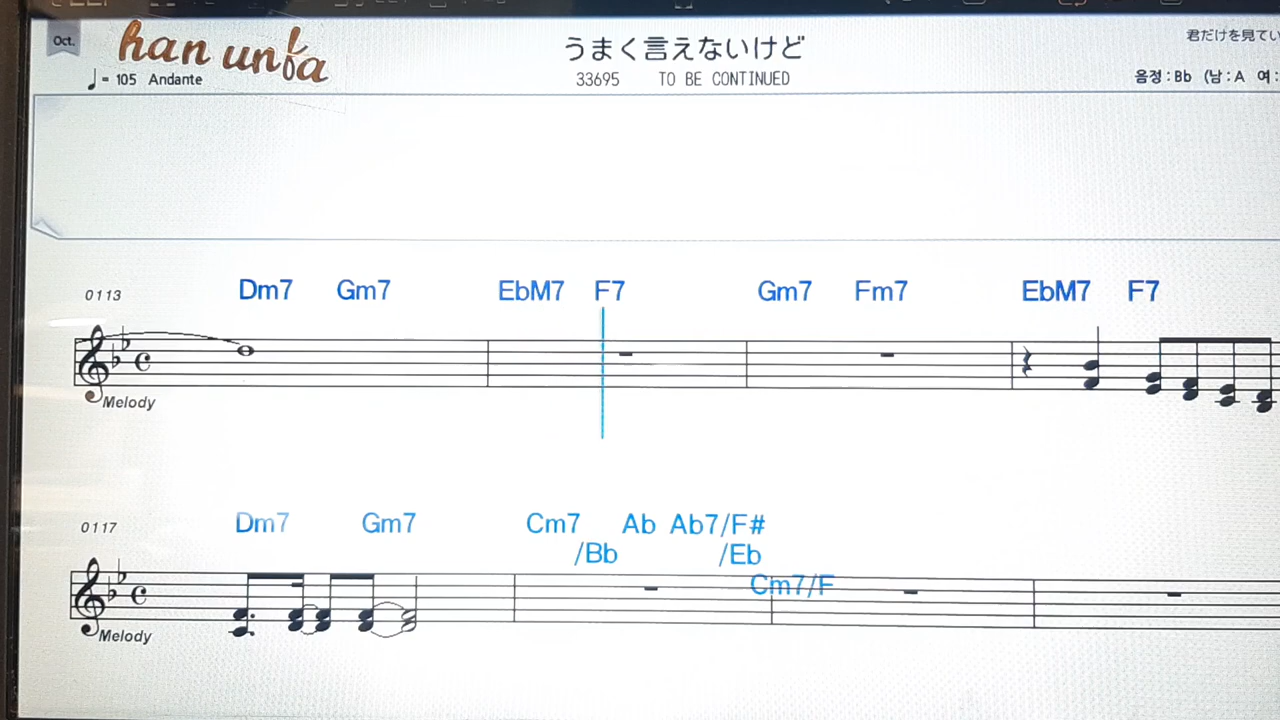 Oct.
han unba
うまく言えないけど
君だけを見てい
♩= 105 Andante
33695 TO BE CONTINUED
음정:Bb (남:A 여:
0113
Dm7 Gm7 EbM7 F7 Gm7 Fm7 EbM7 F7
Melody
0117
Dm7 Gm7 Cm7 Ab Ab7/F#
/Bb /Eb
Cm7/F
Melody